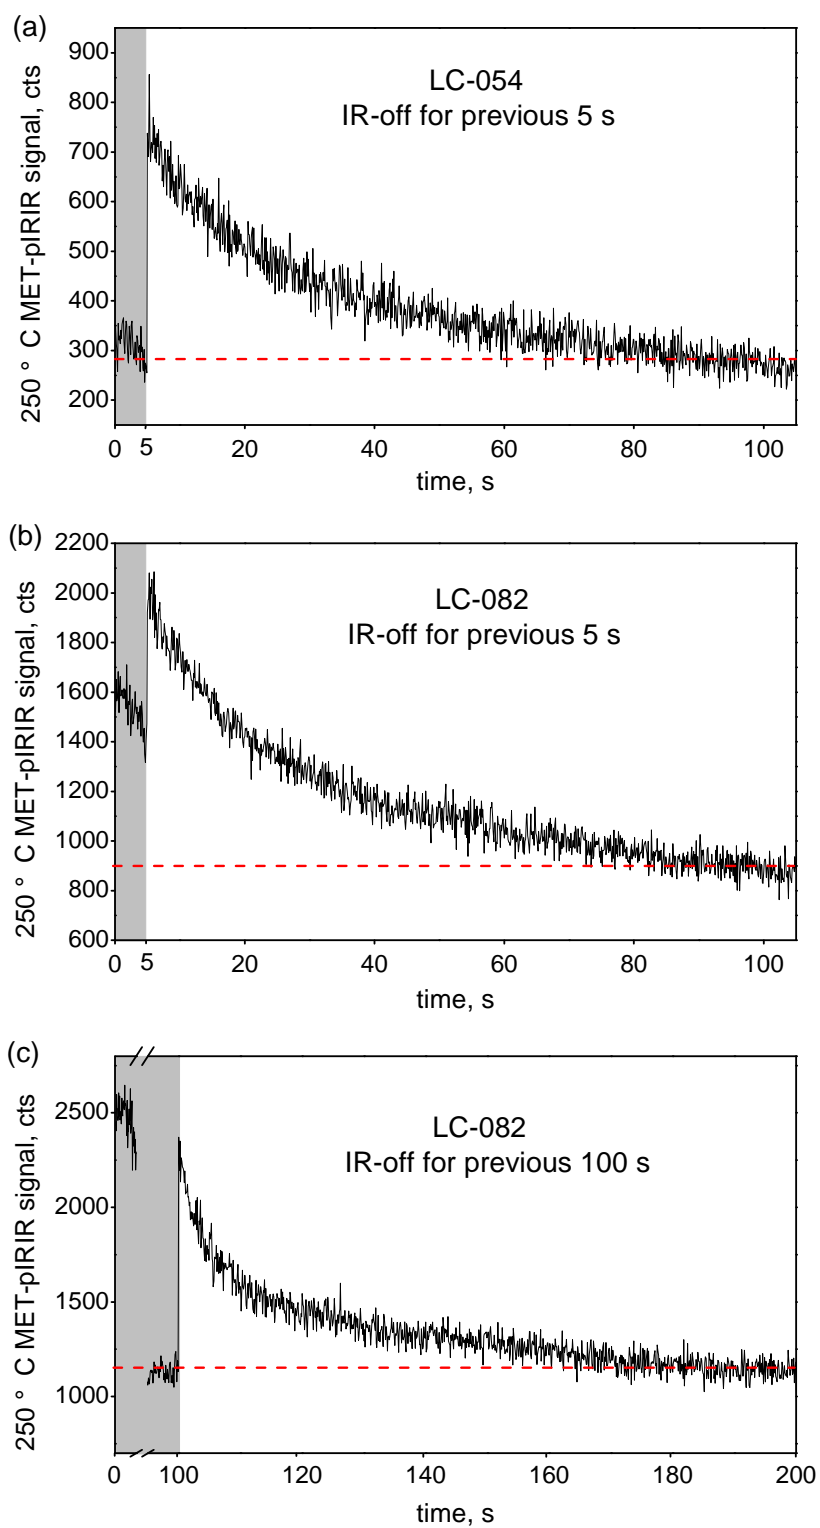 (a)
250 ° C MET-pIRIR signal, cts
900
800
700
600
500
400
300
200
LC-054
IR-off for previous 5 s
0 5 20 40 60 80 100
time, s
(b)
250 ° C MET-pIRIR signal, cts
2200
2000
1800
1600
1400
1200
1000
800
600
LC-082
IR-off for previous 5 s
0 5 20 40 60 80 100
time, s
(c)
250 ° C MET-pIRIR signal, cts
2500
2000
1500
1000
LC-082
IR-off for previous 100 s
0 100 120 140 160 180 200
time, s